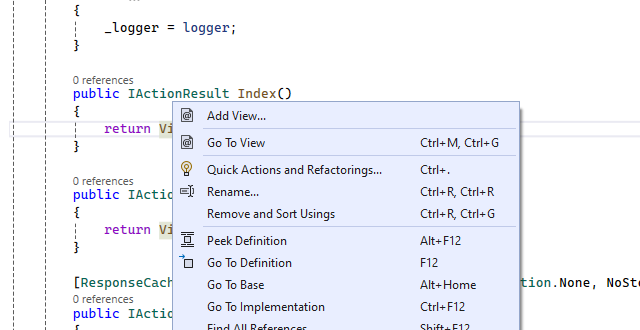 {
_logger = logger;
}
0 references
public IActionResult Index()
{
Add View...
return Vi
Go To View Ctrl+M, Ctrl+G
}
Quick Actions and Refactorings... Ctrl+.
0 references
Rename... Ctrl+R, Ctrl+R
public IAction
Remove and Sort Usings Ctrl+R, Ctrl+G
{
return Vi
Peek Definition Alt+F12
}
Go To Definition F12
[ResponseCach
Go To Base Alt+Home
tion.None, NoSto
0 references
Go To Implementation Ctrl+F12
public IAction
{
Find All References Shift+F12